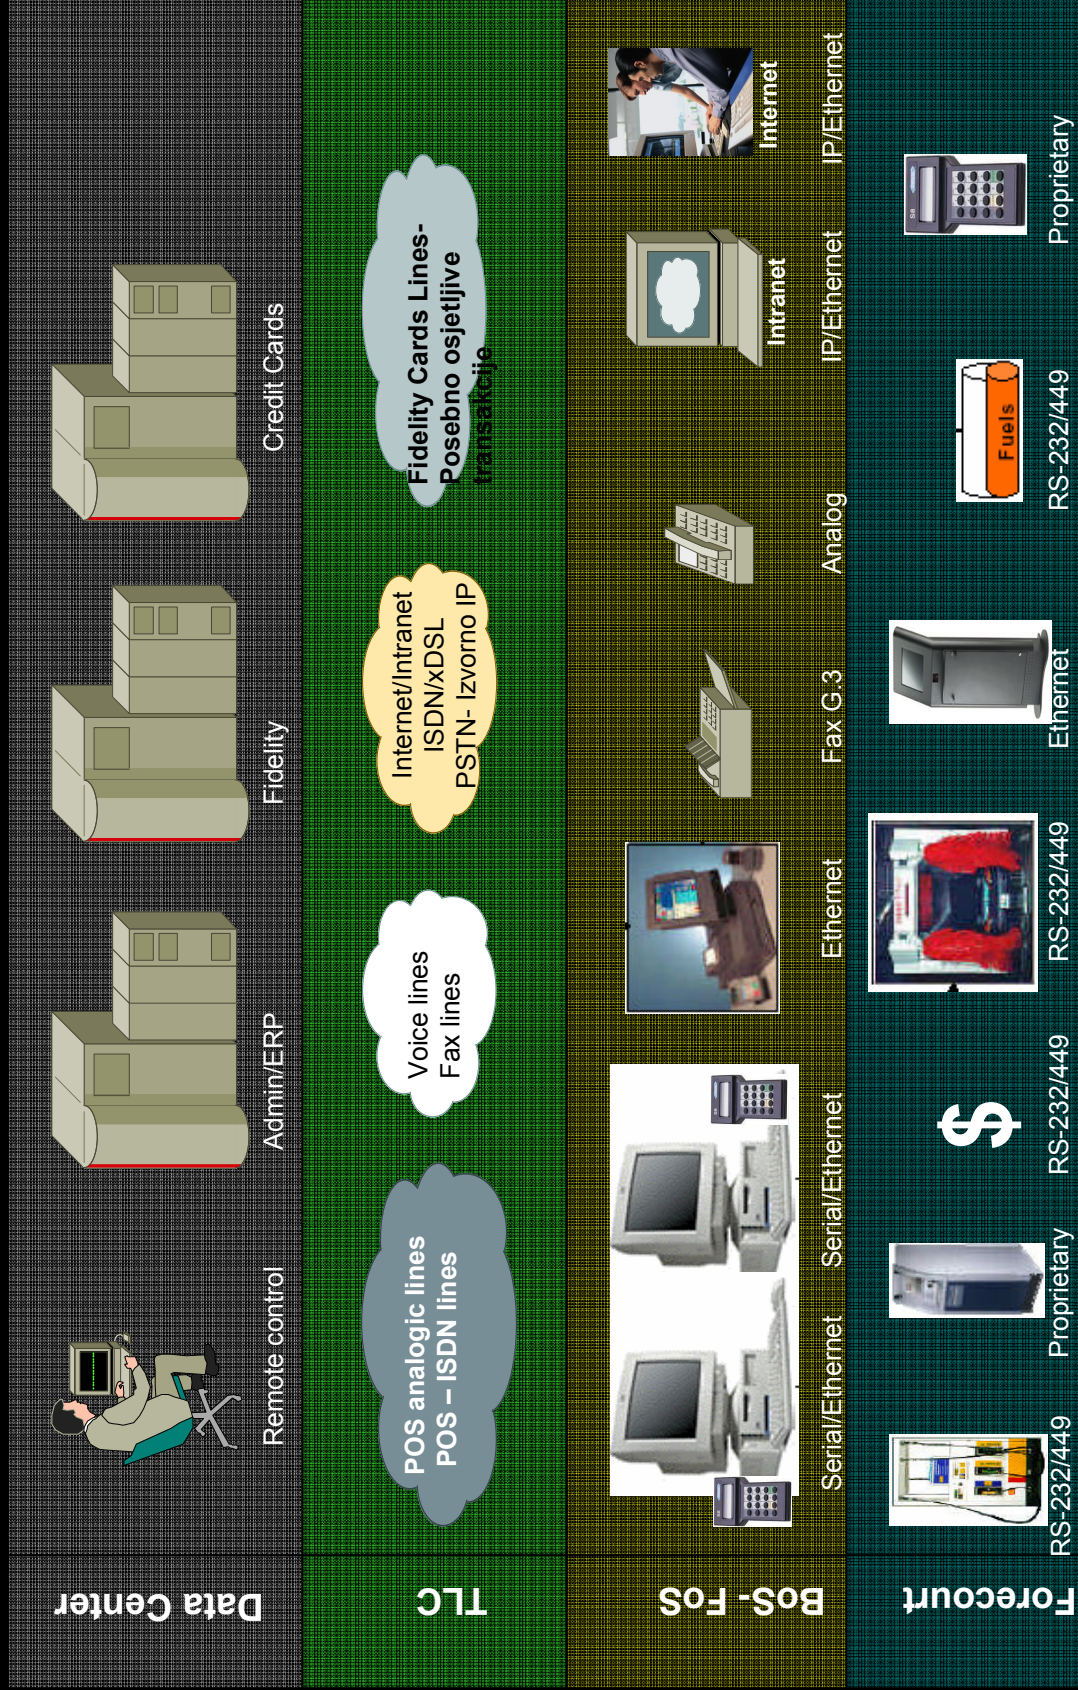 Data Center
Remote control
Admin/ERP
Fidelity
Credit Cards
TLC
POS analogic lines
POS – ISDN lines
Voice lines
Fax lines
Internet/Intranet
ISDN/xDSL
PSTN- Izvorno IP
Fidelity Cards Lines-
Posebno osjetljive
transakcije
BoS- FoS
Serial/Ethernet
Serial/Ethernet
Ethernet
Fax G.3
Analog
Intranet
IP/Ethernet
Internet
IP/Ethernet
Forecourt
RS-232/449
Proprietary
$
RS-232/449
RS-232/449
Ethernet
Fuels
RS-232/449
Proprietary